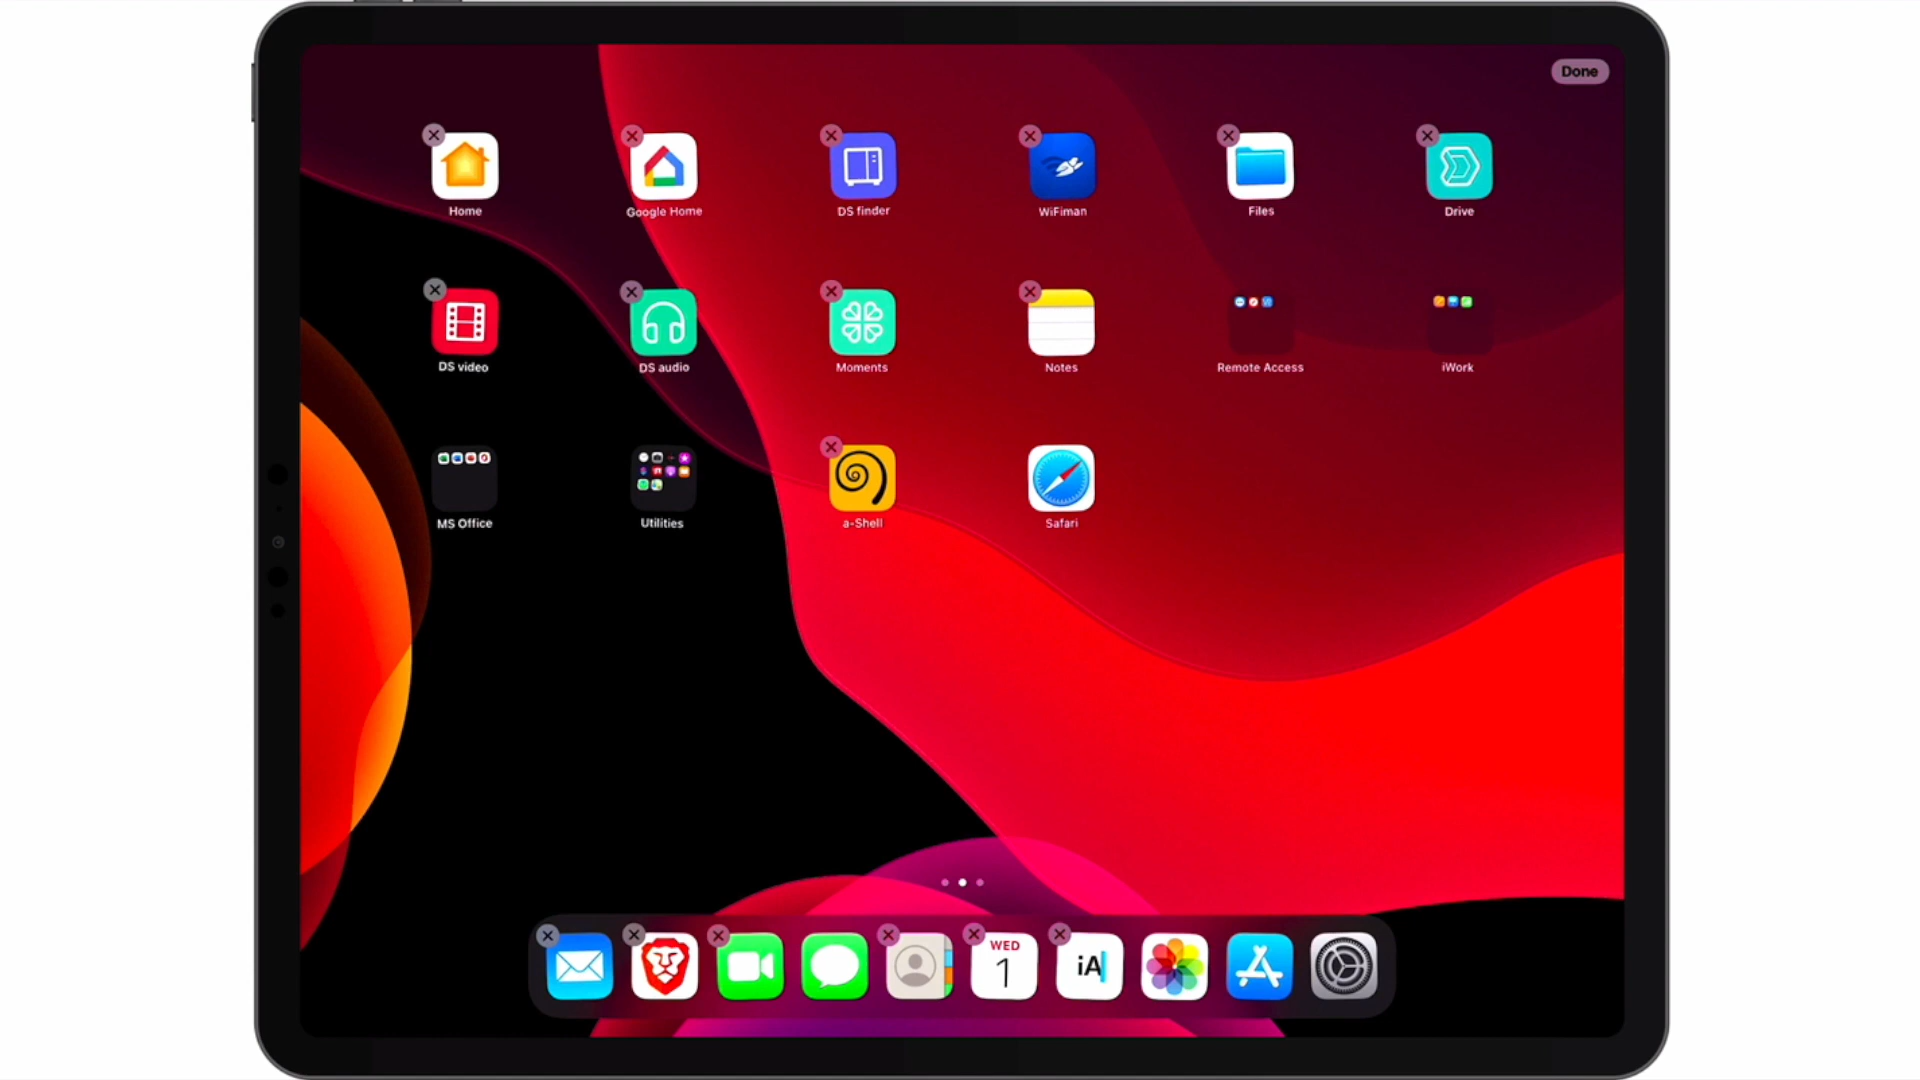 Done
Home
Google Home
DS finder
WiFiman
Files
Drive
DS video
DS audio
Moments
Notes
Remote Access
iWork
MS Office
Utilities
a-Shell
Safari
WED
1
iA